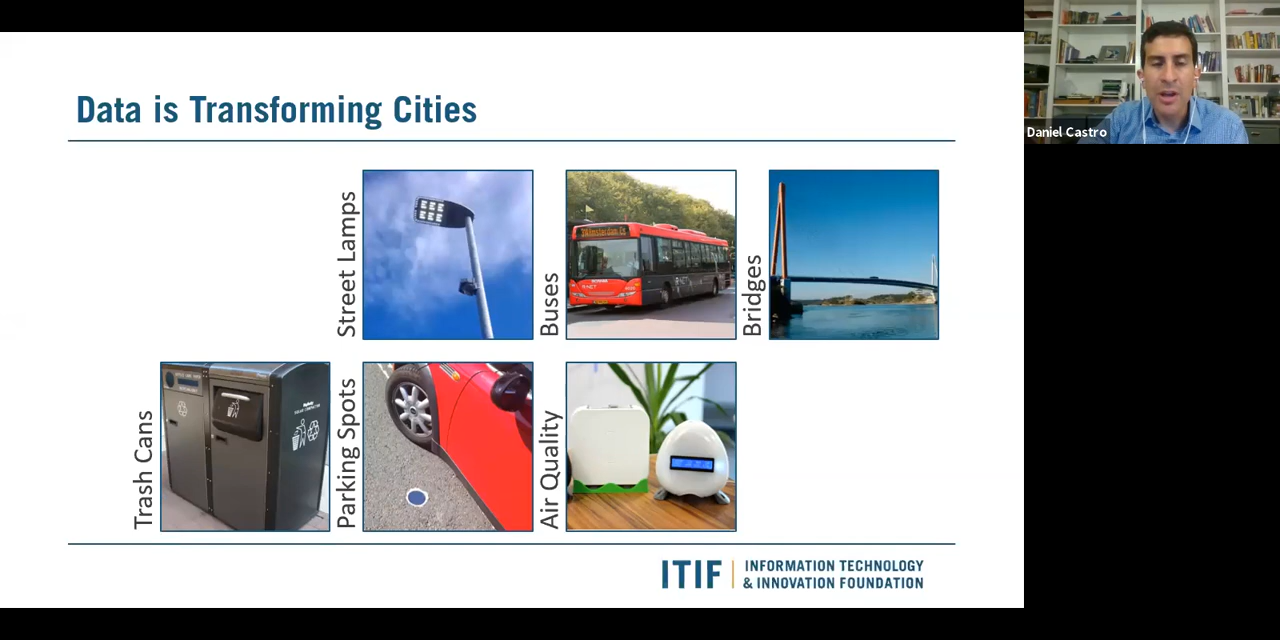 Data is Transforming Cities
Daniel Castro
Street Lamps
Buses
Bridges
Trash Cans
Parking Spots
Air Quality
ITIF
INFORMATION TECHNOLOGY
& INNOVATION FOUNDATION